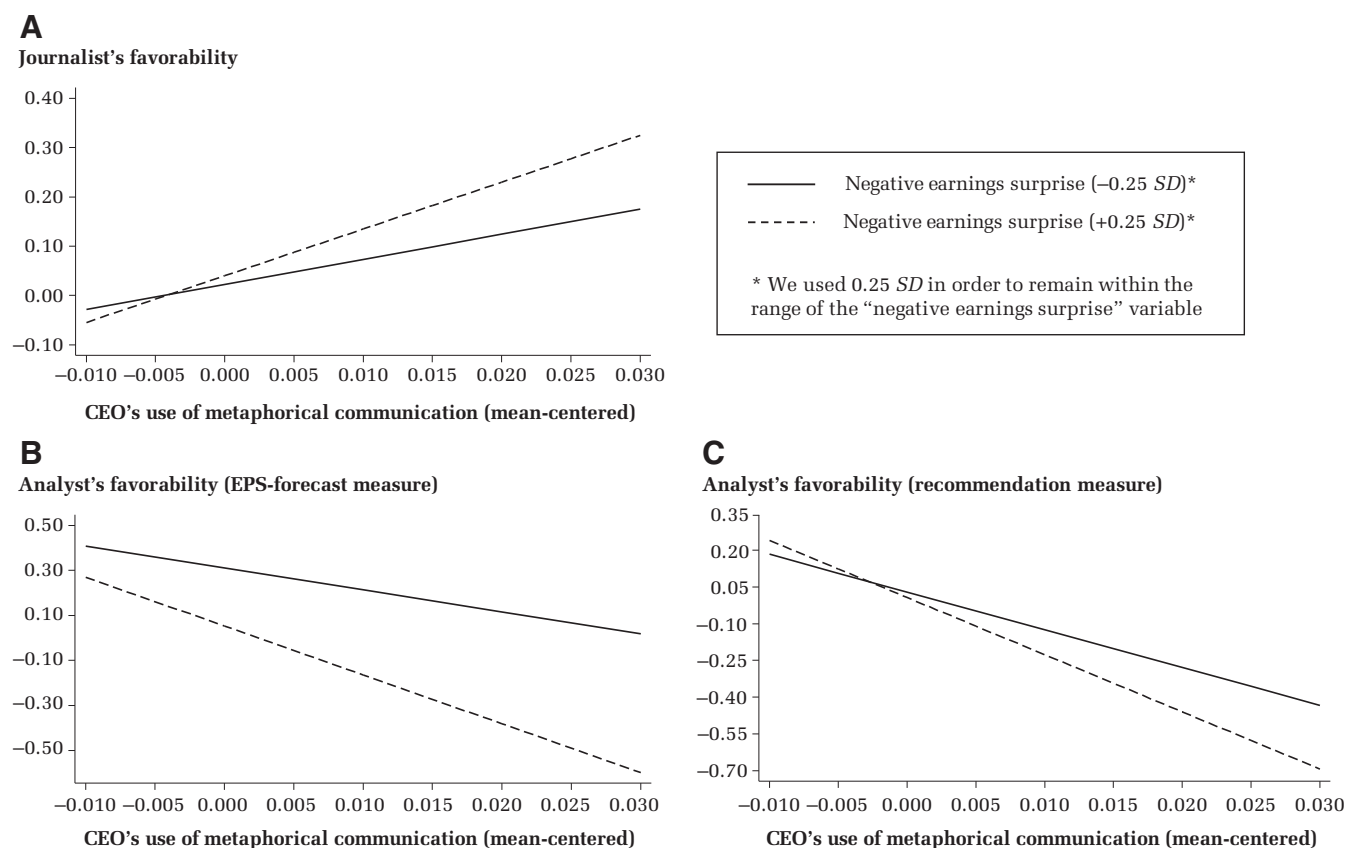 A
Journalist's favorability
0.40
0.30
0.20
0.10
0.00
−0.10
−0.010 −0.005 0.000 0.005 0.010 0.015 0.020 0.025 0.030
CEO's use of metaphorical communication (mean-centered)
Negative earnings surprise (−0.25 SD)*
Negative earnings surprise (+0.25 SD)*
* We used 0.25 SD in order to remain within the
range of the “negative earnings surprise” variable
B
Analyst's favorability (EPS-forecast measure)
0.50
0.30
0.10
−0.10
−0.30
−0.50
−0.010 −0.005 0.000 0.005 0.010 0.015 0.020 0.025 0.030
CEO's use of metaphorical communication (mean-centered)
C
Analyst's favorability (recommendation measure)
0.35
0.20
0.05
−0.10
−0.25
−0.40
−0.55
−0.70
−0.010 −0.005 0.000 0.005 0.010 0.015 0.020 0.025 0.030
CEO's use of metaphorical communication (mean-centered)